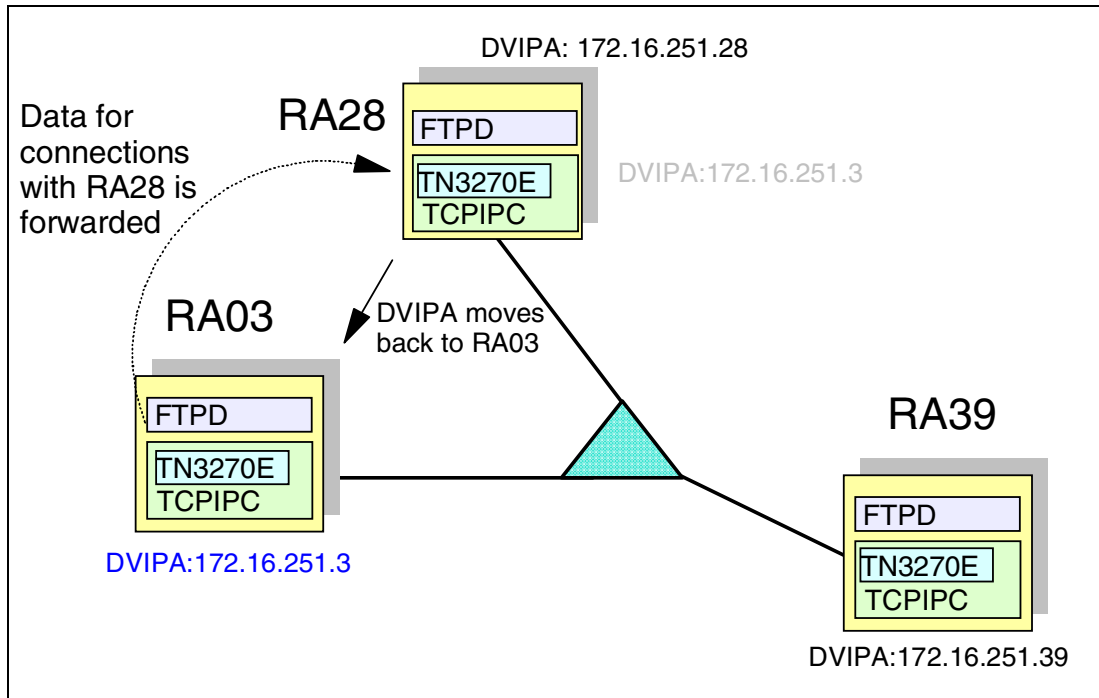 DVIPA: 172.16.251.28
RA28
Data for
connections
with RA28 is
forwarded
FTPD
TN3270E
TCPIPC
DVIPA:172.16.251.3
DVIPA moves
back to RA03
RA03
FTPD
TN3270E
TCPIPC
DVIPA:172.16.251.3
RA39
FTPD
TN3270E
TCPIPC
DVIPA:172.16.251.39